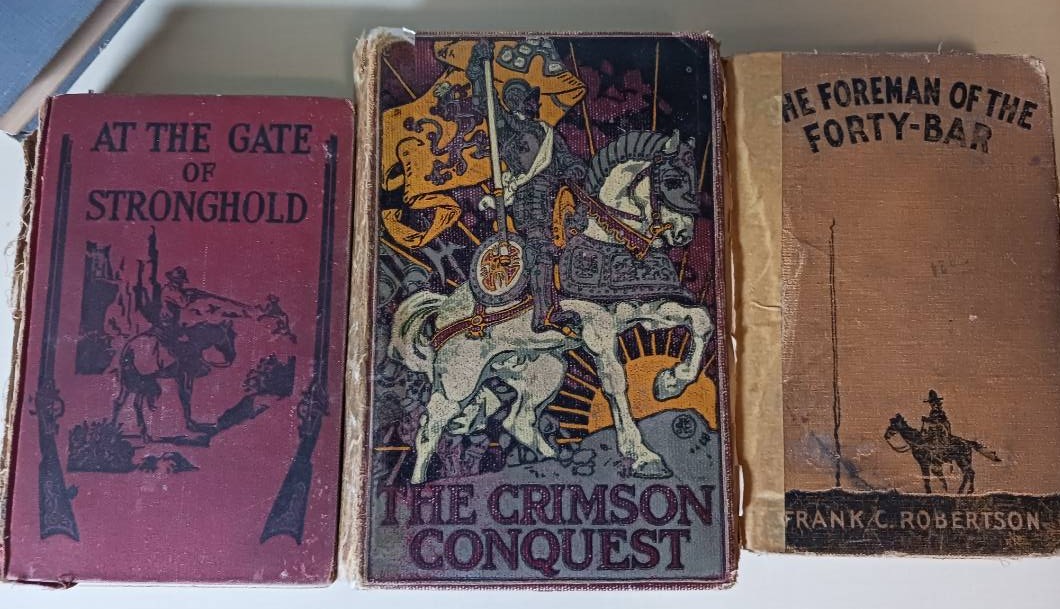 AT THE GATE
OF
STRONGHOLD
THE CRIMSON
CONQUEST
HE FOREMAN OF THE
FORTY-BAR
FRANK C. ROBERTSON